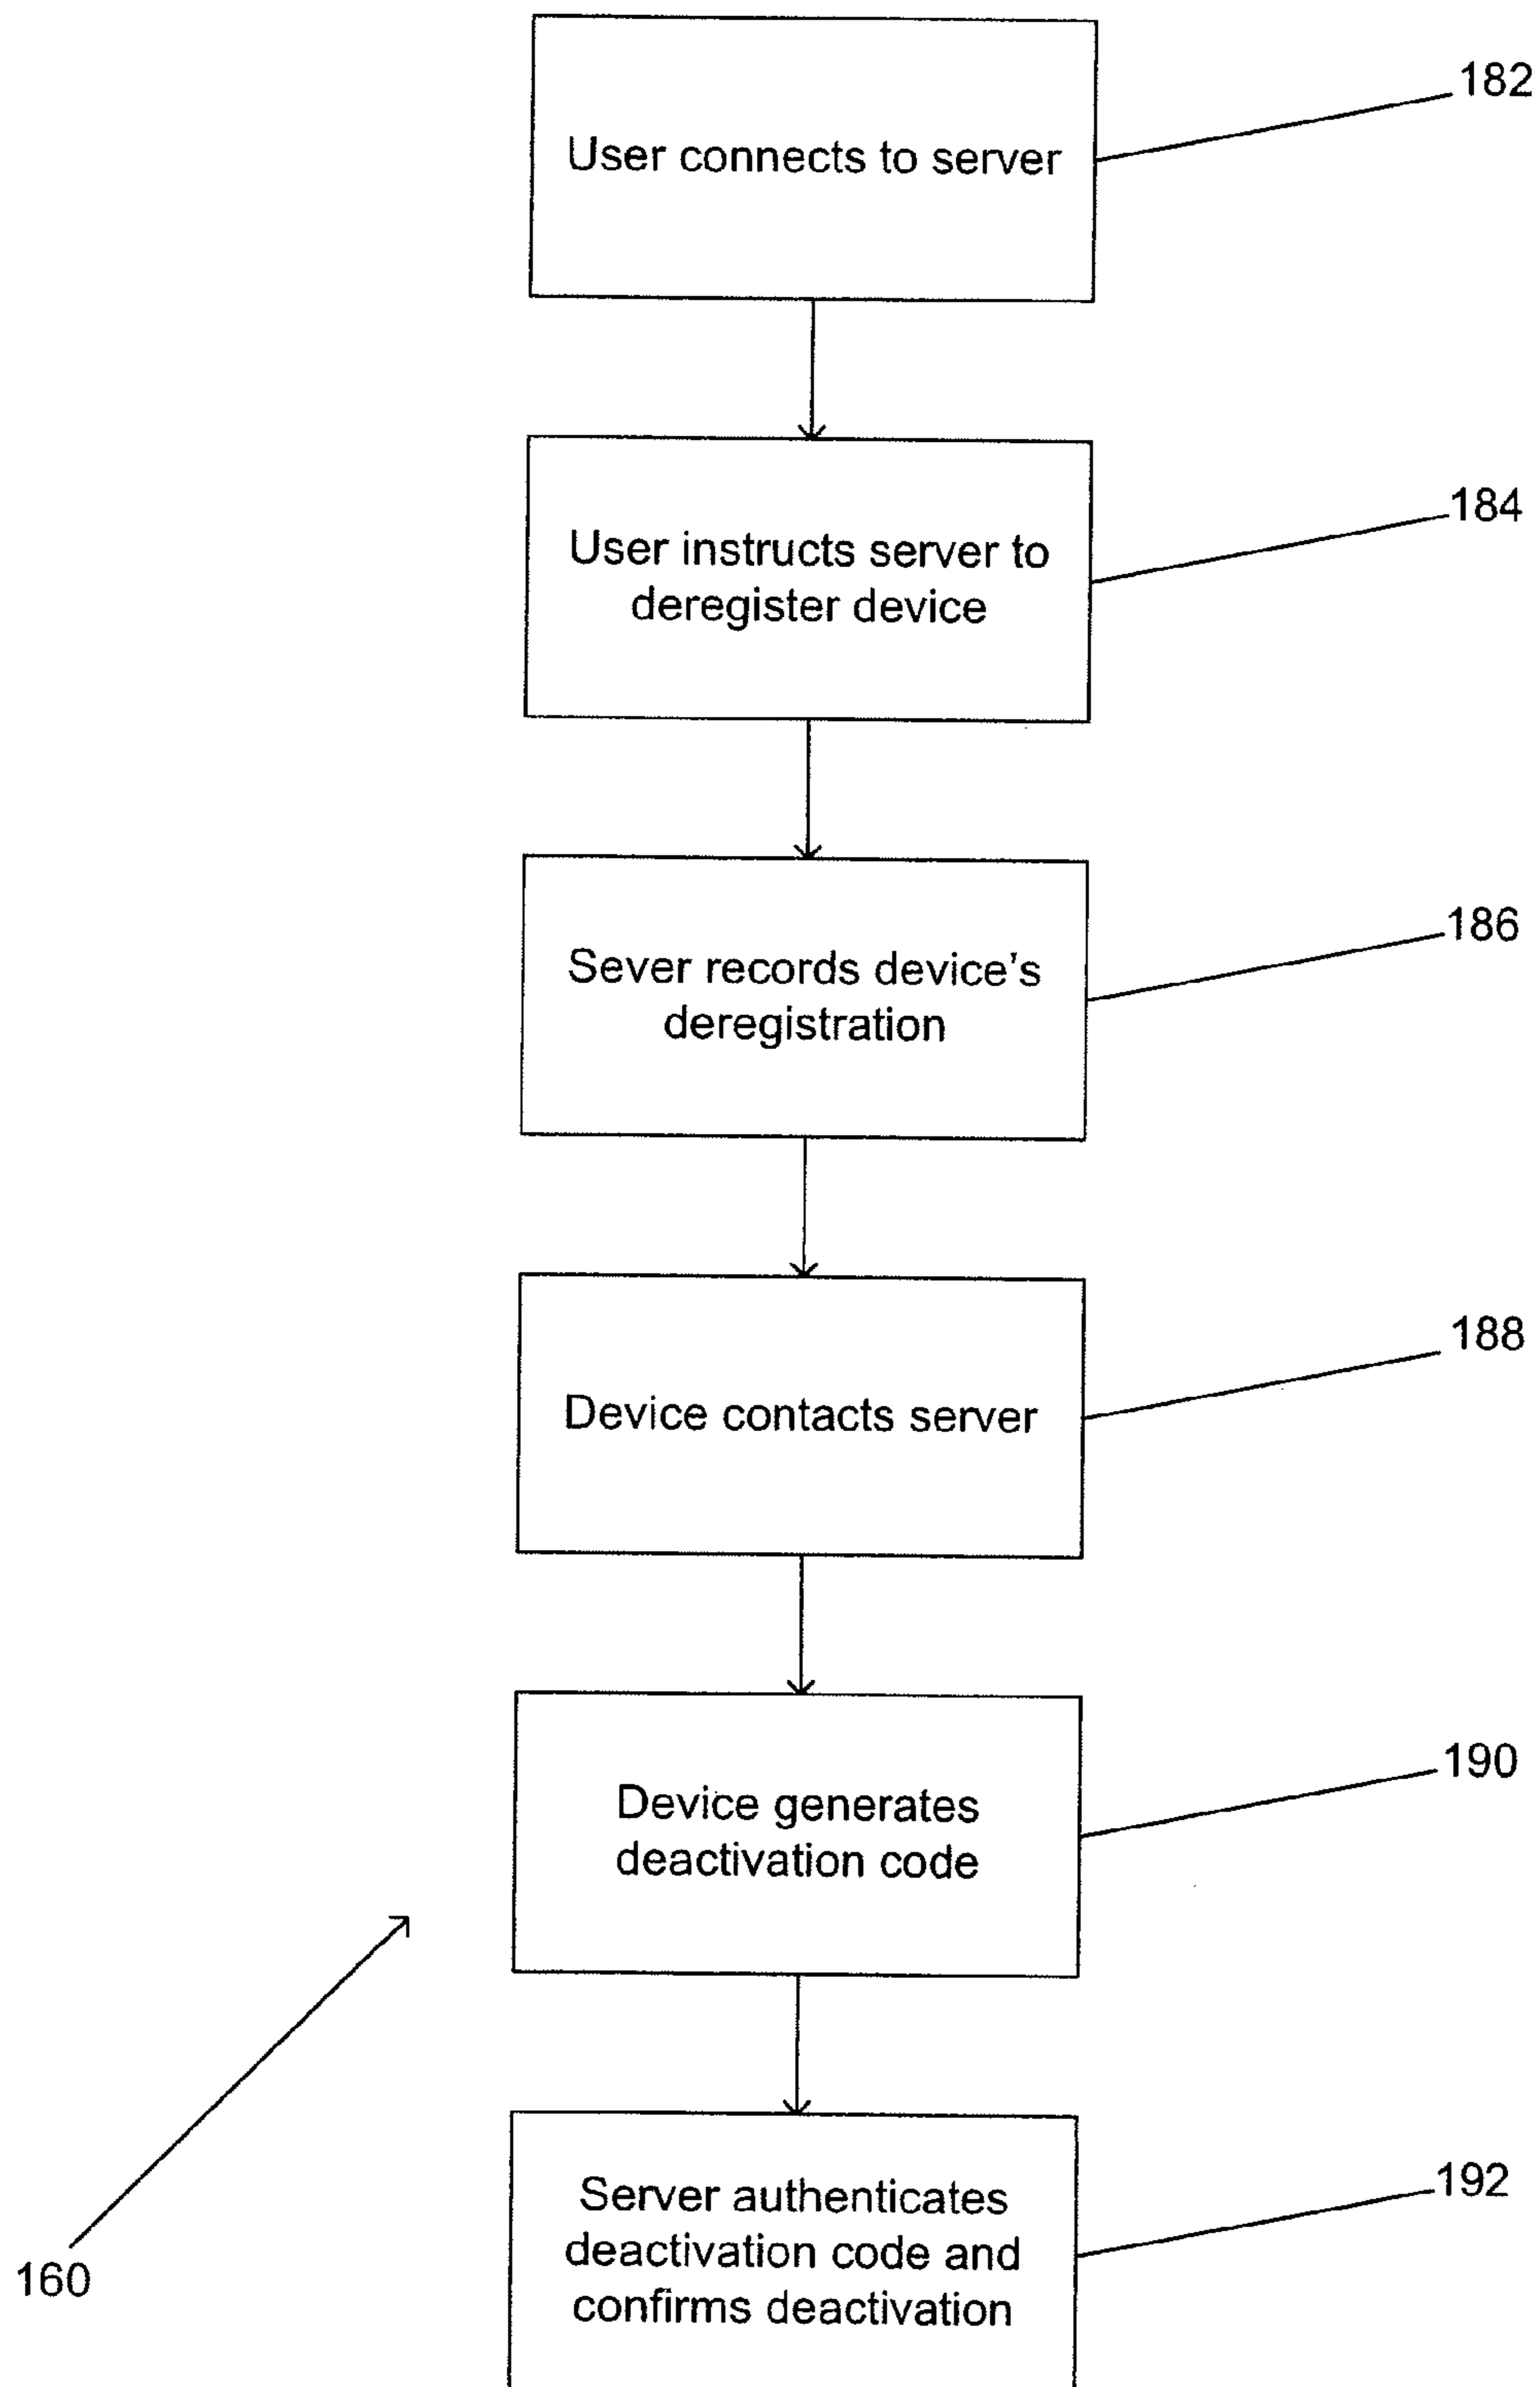 User connects to server
182
User instructs server to
deregister device
184
Sever records device's
deregistration
186
Device contacts server
188
Device generates
deactivation code
190
Server authenticates
deactivation code and
confirms deactivation
192
160